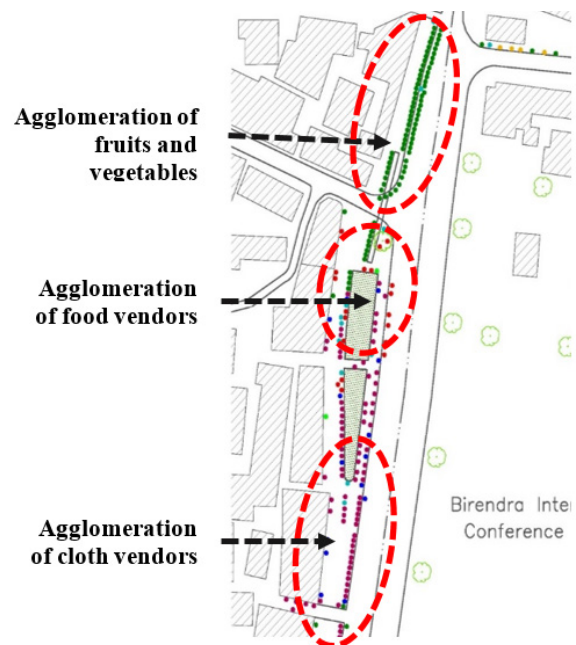 Agglomeration of
fruits and
vegetables
Agglomeration
of food vendors
Agglomeration
of cloth vendors
Birendra Inter
Conference